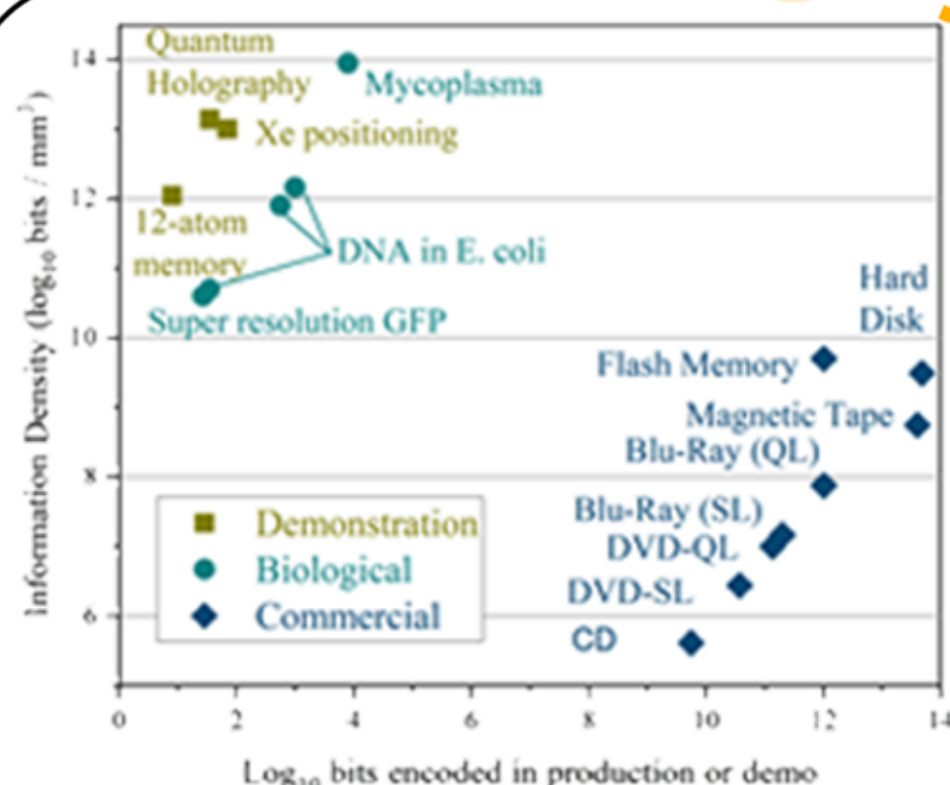 Quantum
Holography
Mycoplasma
Xe positioning
12-atom
memory
DNA in E. coli
Super resolution GFP
Hard
Disk
Flash Memory
Magnetic Tape
Blu-Ray (QL)
Blu-Ray (SL)
DVD-QL
DVD-SL
CD
Demonstration
Biological
Commercial
14
12
10
8
6
0 2 4 6 8 10 12 14
Information Density (log₁₀ bits / mm³)
Log₁₀ bits encoded in production or demo